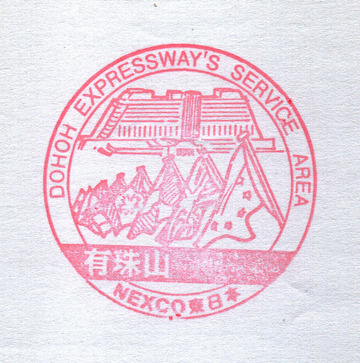 DOHOH EXPRESSWAY'S SERVICE AREA
有珠山
NEXCO東日本